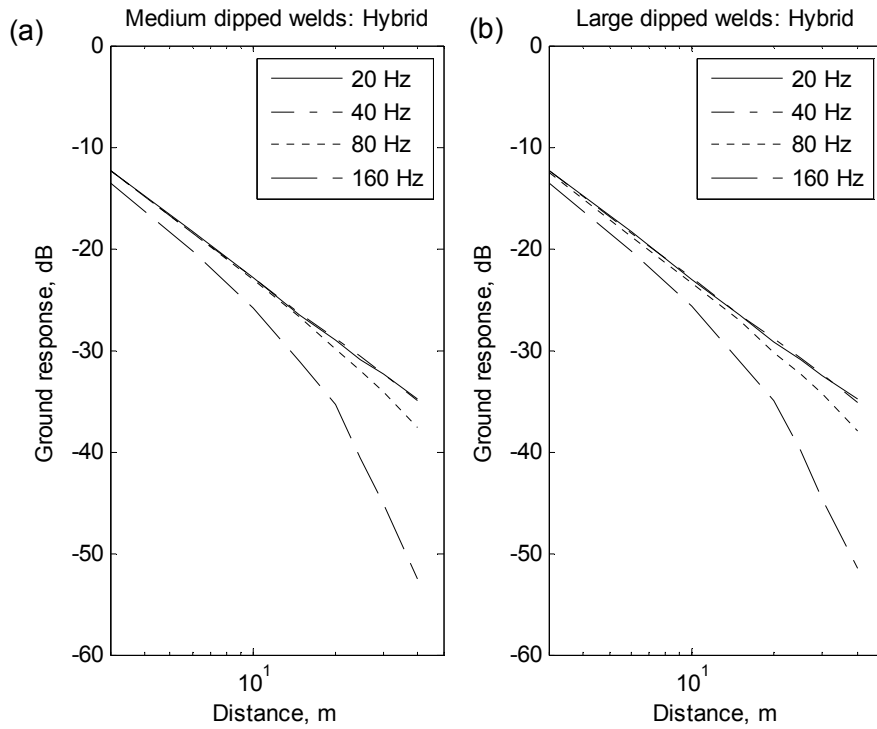 (a)
Medium dipped welds: Hybrid
0
-10
-20
-30
-40
-50
-60
Ground response, dB
10¹
Distance, m
20 Hz
40 Hz
80 Hz
160 Hz
(b)
Large dipped welds: Hybrid
0
-10
-20
-30
-40
-50
-60
Ground response, dB
10¹
Distance, m
20 Hz
40 Hz
80 Hz
160 Hz